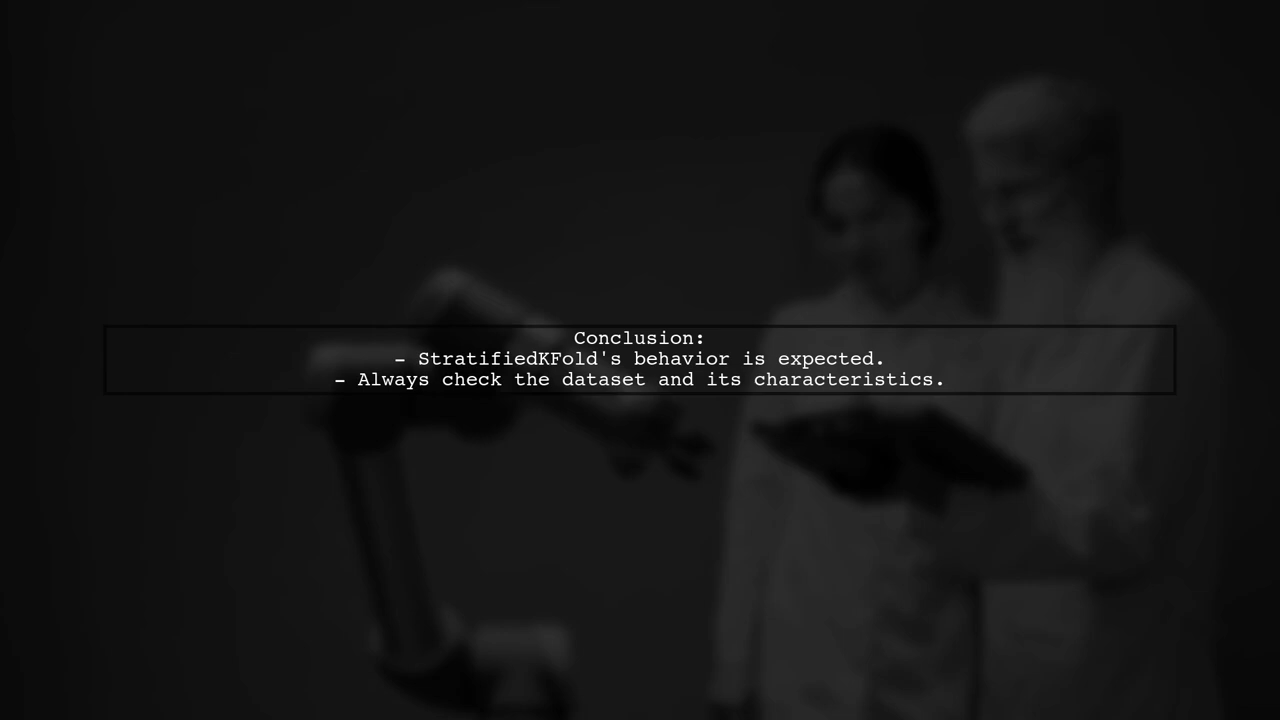 Conclusion:
– StratifiedKFold's behavior is expected.
– Always check the dataset and its characteristics.